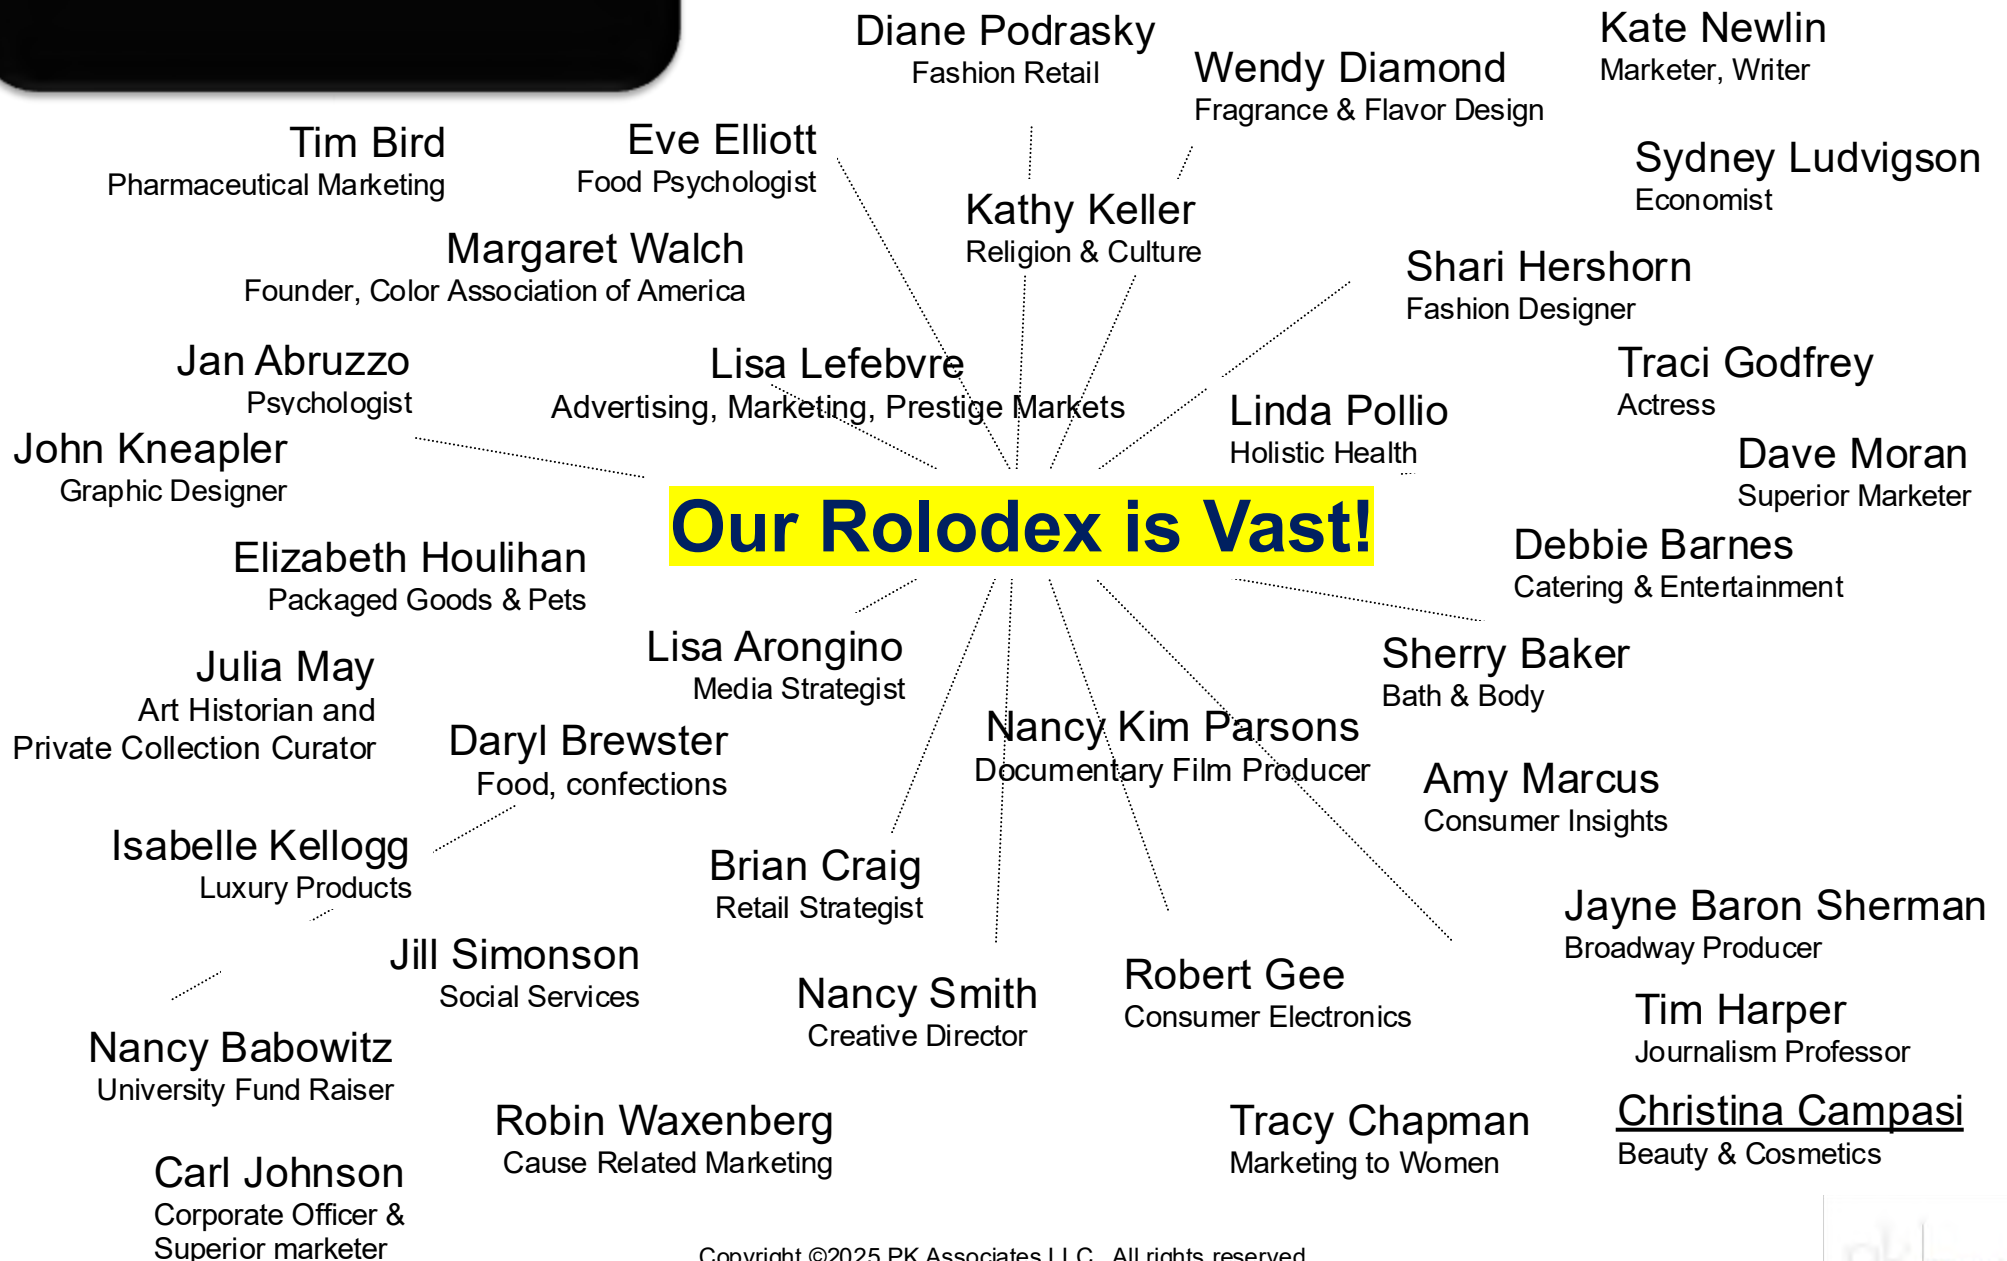 Diane Podrasky
Fashion Retail
Wendy Diamond
Fragrance & Flavor Design
Kate Newlin
Marketer, Writer
Tim Bird
Pharmaceutical Marketing
Eve Elliott
Food Psychologist
Kathy Keller
Religion & Culture
Sydney Ludvigson
Economist
Margaret Walch
Founder, Color Association of America
Shari Hershorn
Fashion Designer
Jan Abruzzo
Psychologist
Lisa Lefebvre
Advertising, Marketing, Prestige Markets
Linda Pollio
Holistic Health
Traci Godfrey
Actress
John Kneapler
Graphic Designer
Dave Moran
Superior Marketer
Our Rolodex is Vast!
Elizabeth Houlihan
Packaged Goods & Pets
Debbie Barnes
Catering & Entertainment
Lisa Arongino
Media Strategist
Sherry Baker
Bath & Body
Julia May
Art Historian and
Private Collection Curator
Daryl Brewster
Food, confections
Nancy Kim Parsons
Documentary Film Producer
Amy Marcus
Consumer Insights
Isabelle Kellogg
Luxury Products
Brian Craig
Retail Strategist
Jayne Baron Sherman
Broadway Producer
Jill Simonson
Social Services
Nancy Smith
Creative Director
Robert Gee
Consumer Electronics
Tim Harper
Journalism Professor
Nancy Babowitz
University Fund Raiser
Robin Waxenberg
Cause Related Marketing
Tracy Chapman
Marketing to Women
Christina Campasi
Beauty & Cosmetics
Carl Johnson
Corporate Officer &
Superior marketer
Copyright ©2025 PK Associates LLC. All rights reserved
pk